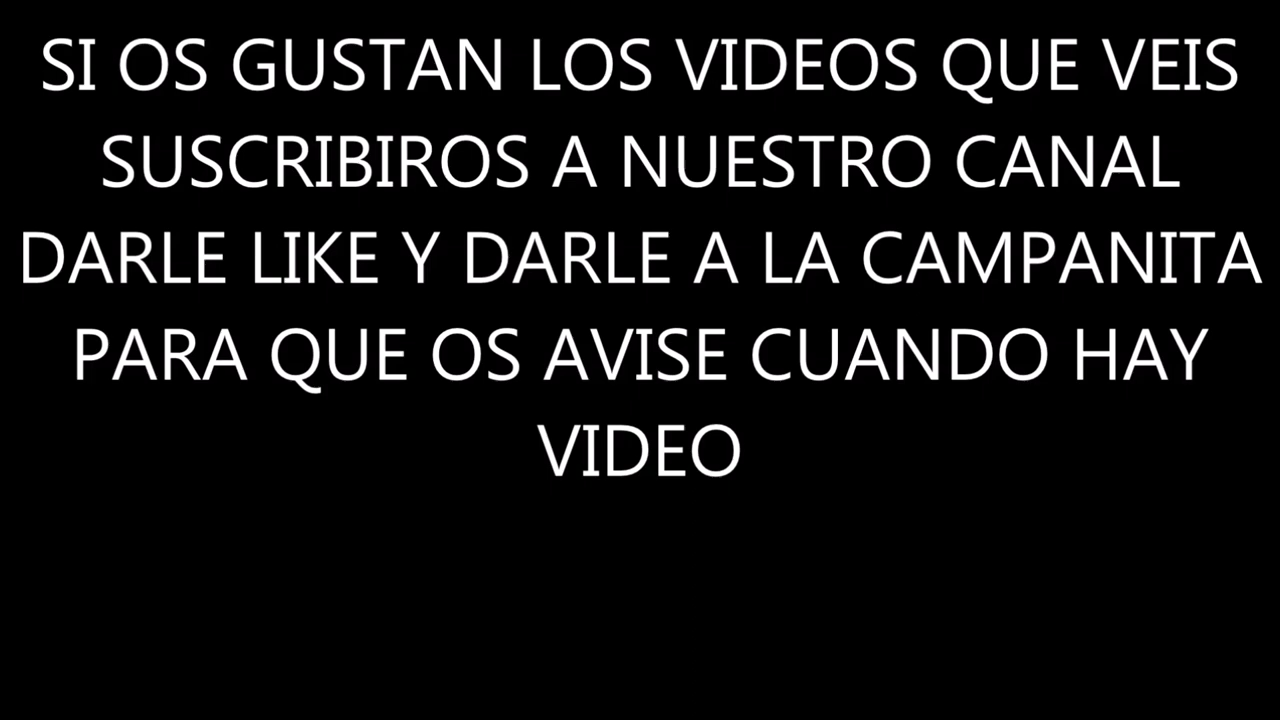 SI OS GUSTAN LOS VIDEOS QUE VEIS
SUSCRIBIROS A NUESTRO CANAL
DARLE LIKE Y DARLE A LA CAMPANITA
PARA QUE OS AVISE CUANDO HAY
VIDEO